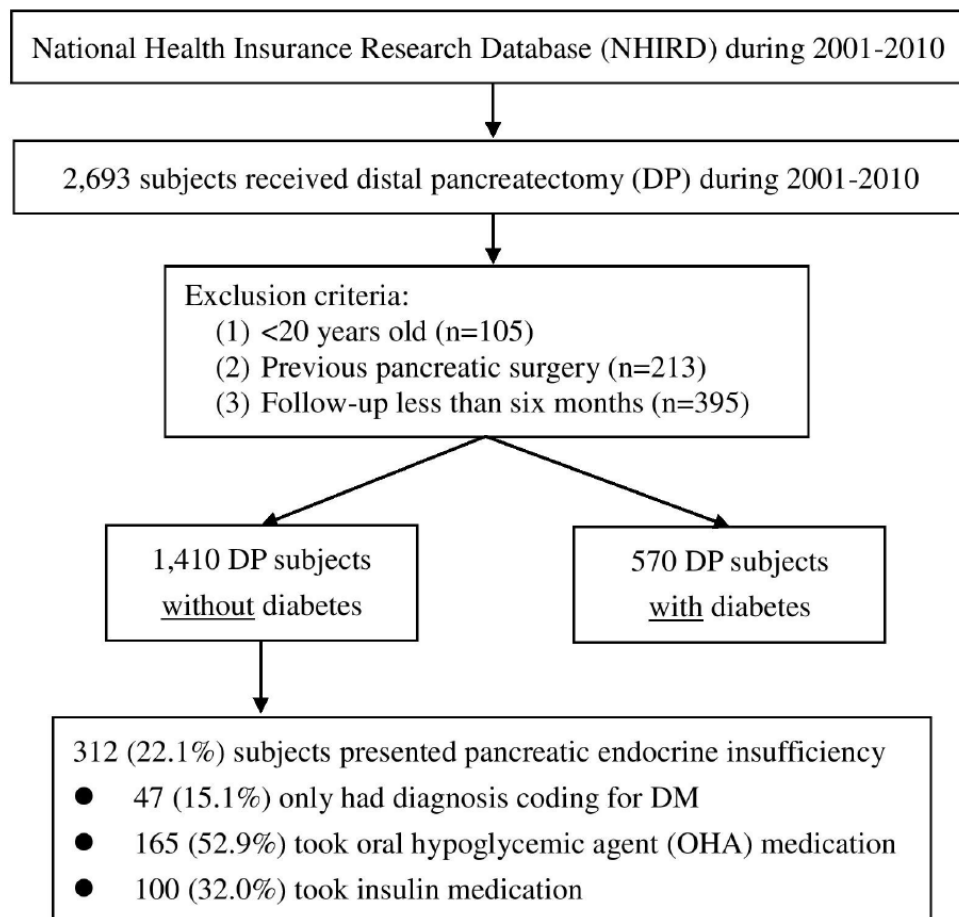 National Health Insurance Research Database (NHIRD) during 2001-2010
2,693 subjects received distal pancreatectomy (DP) during 2001-2010
Exclusion criteria:
(1) <20 years old (n=105)
(2) Previous pancreatic surgery (n=213)
(3) Follow-up less than six months (n=395)
1,410 DP subjects
without diabetes
570 DP subjects
with diabetes
312 (22.1%) subjects presented pancreatic endocrine insufficiency
● 47 (15.1%) only had diagnosis coding for DM
● 165 (52.9%) took oral hypoglycemic agent (OHA) medication
● 100 (32.0%) took insulin medication